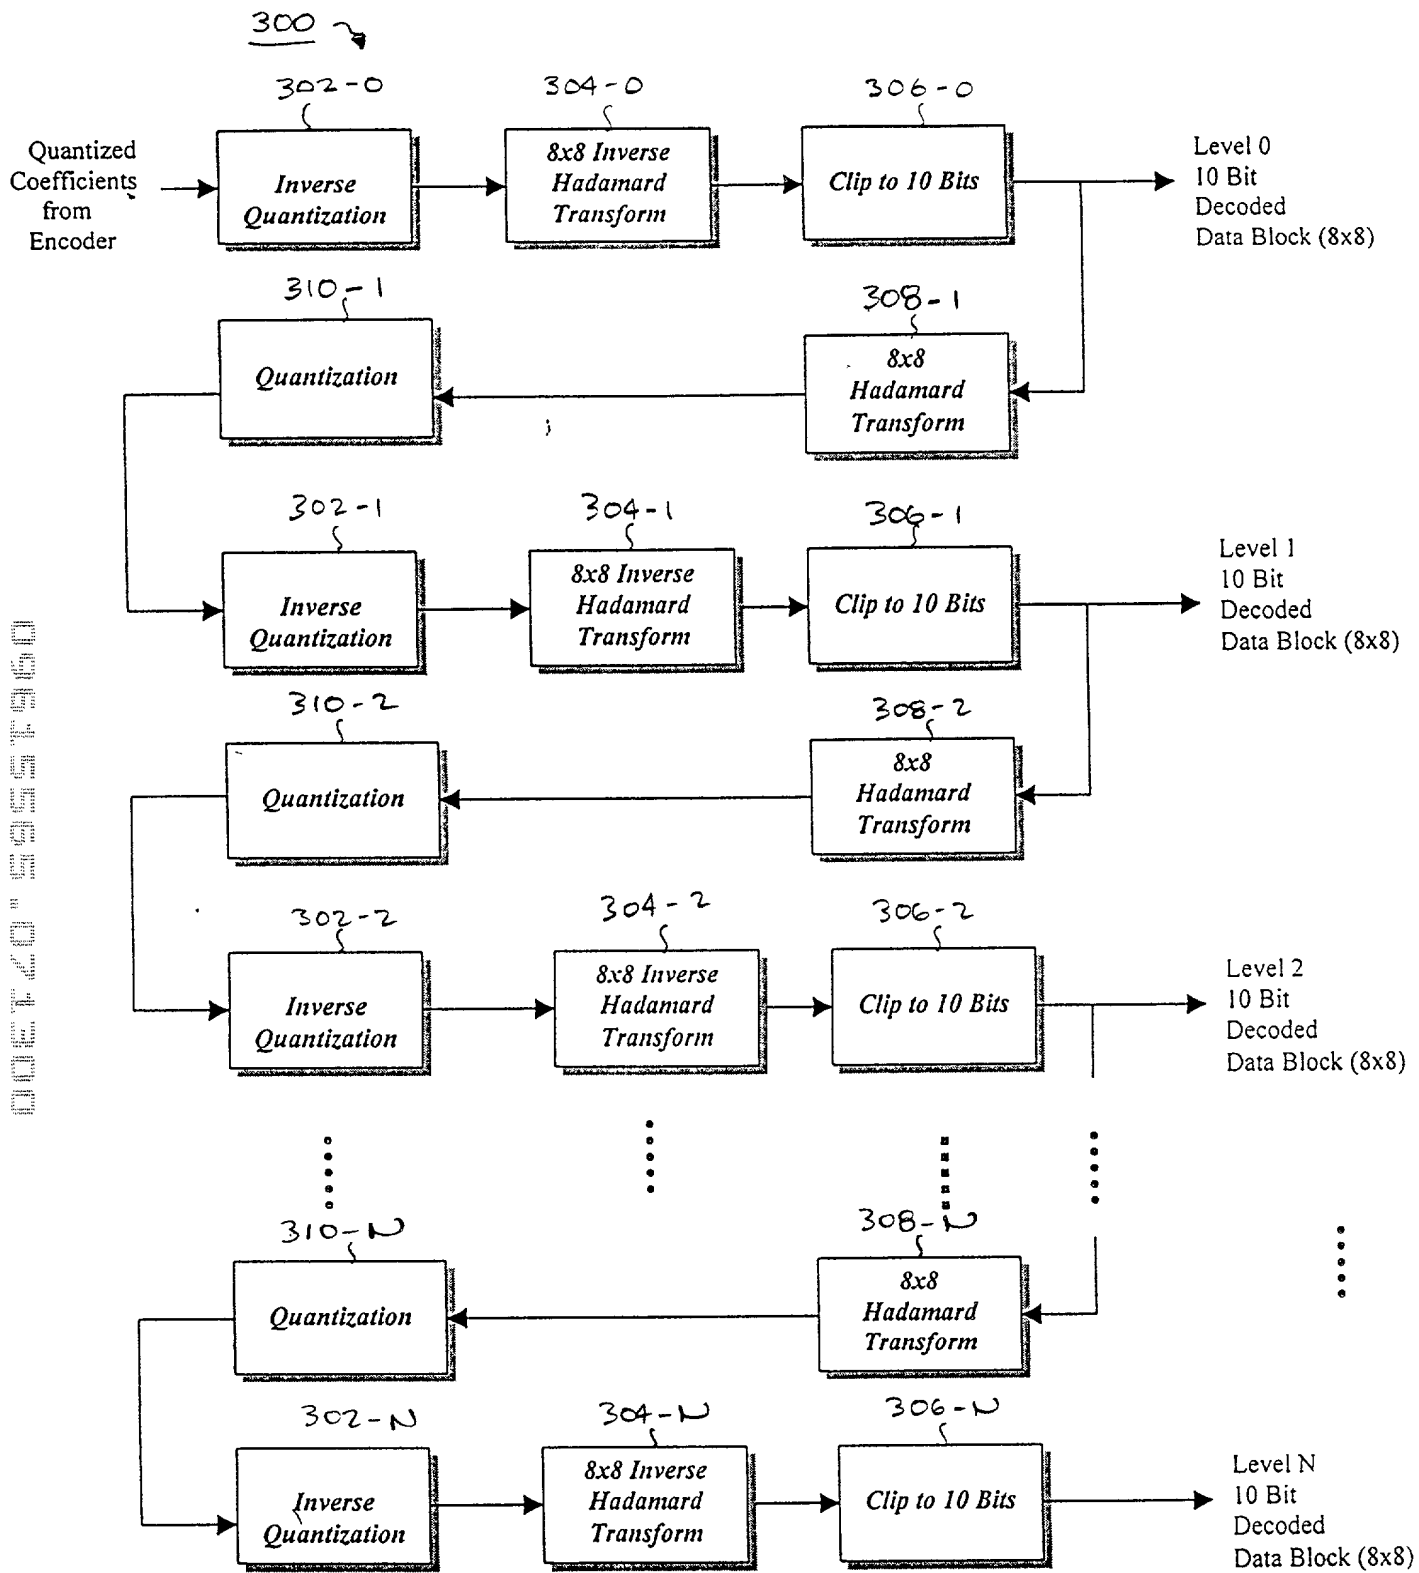 300
302-0
304-0
306-0
Quantized
Coefficients
from
Encoder
Inverse
Quantization
8x8 Inverse
Hadamard
Transform
Clip to 10 Bits
Level 0
10 Bit
Decoded
Data Block (8x8)
310-1
308-1
Quantization
8x8
Hadamard
Transform
302-1
304-1
306-1
Inverse
Quantization
8x8 Inverse
Hadamard
Transform
Clip to 10 Bits
Level 1
10 Bit
Decoded
Data Block (8x8)
310-2
308-2
Quantization
8x8
Hadamard
Transform
302-2
304-2
306-2
Inverse
Quantization
8x8 Inverse
Hadamard
Transform
Clip to 10 Bits
Level 2
10 Bit
Decoded
Data Block (8x8)
310-N
308-N
Quantization
8x8
Hadamard
Transform
302-N
304-N
306-N
Inverse
Quantization
8x8 Inverse
Hadamard
Transform
Clip to 10 Bits
Level N
10 Bit
Decoded
Data Block (8x8)